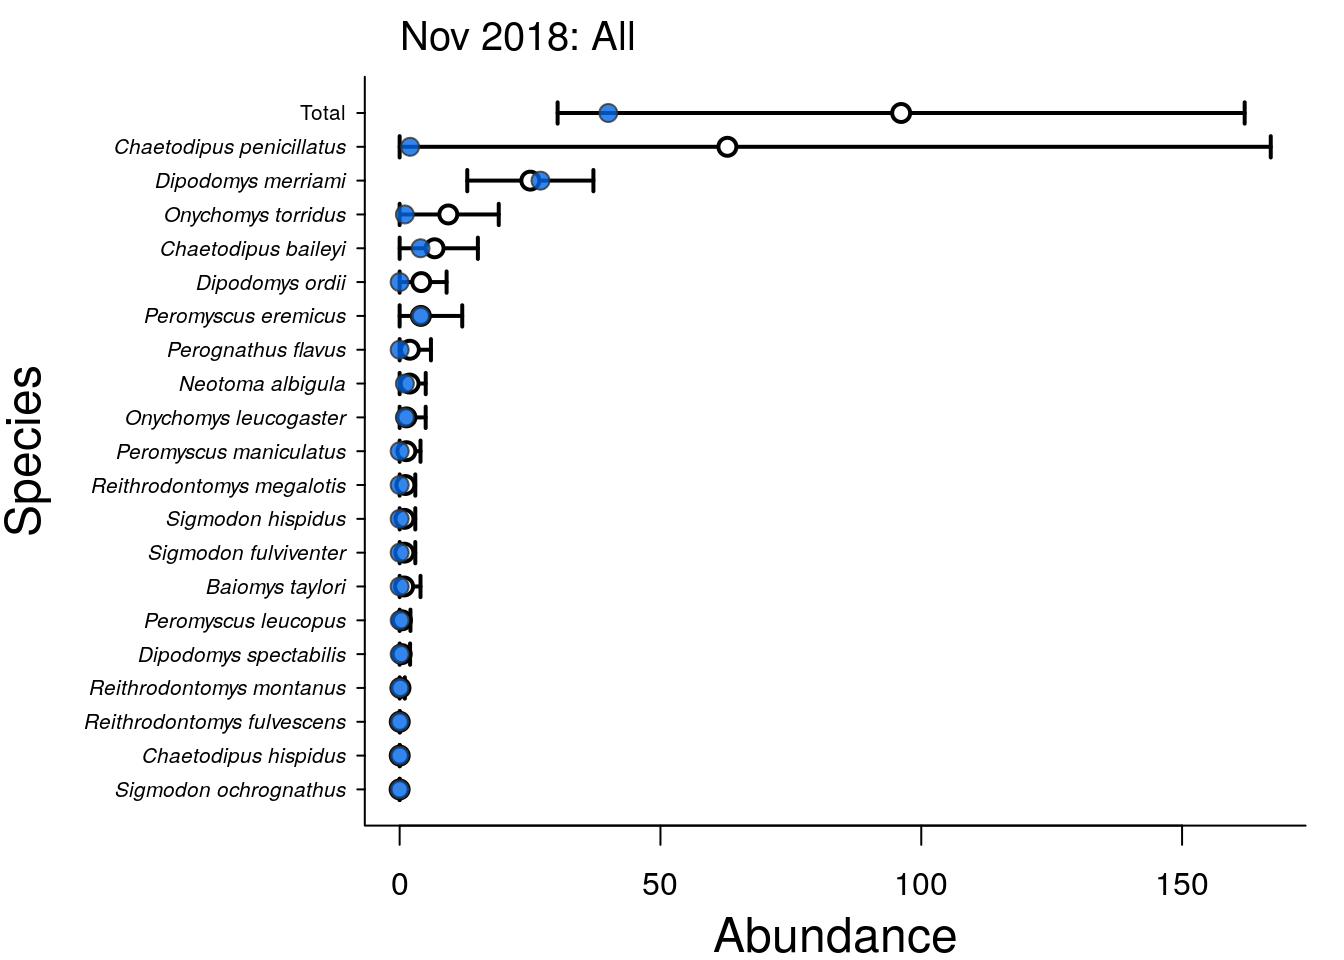 Nov 2018: All
Species
Total
Chaetodipus penicillatus
Dipodomys merriami
Onychomys torridus
Chaetodipus baileyi
Dipodomys ordii
Peromyscus eremicus
Perognathus flavus
Neotoma albigula
Onychomys leucogaster
Peromyscus maniculatus
Reithrodontomys megalotis
Sigmodon hispidus
Sigmodon fulviventer
Baiomys taylori
Peromyscus leucopus
Dipodomys spectabilis
Reithrodontomys montanus
Reithrodontomys fulvescens
Chaetodipus hispidus
Sigmodon ochrognathus
0 50 100 150
Abundance